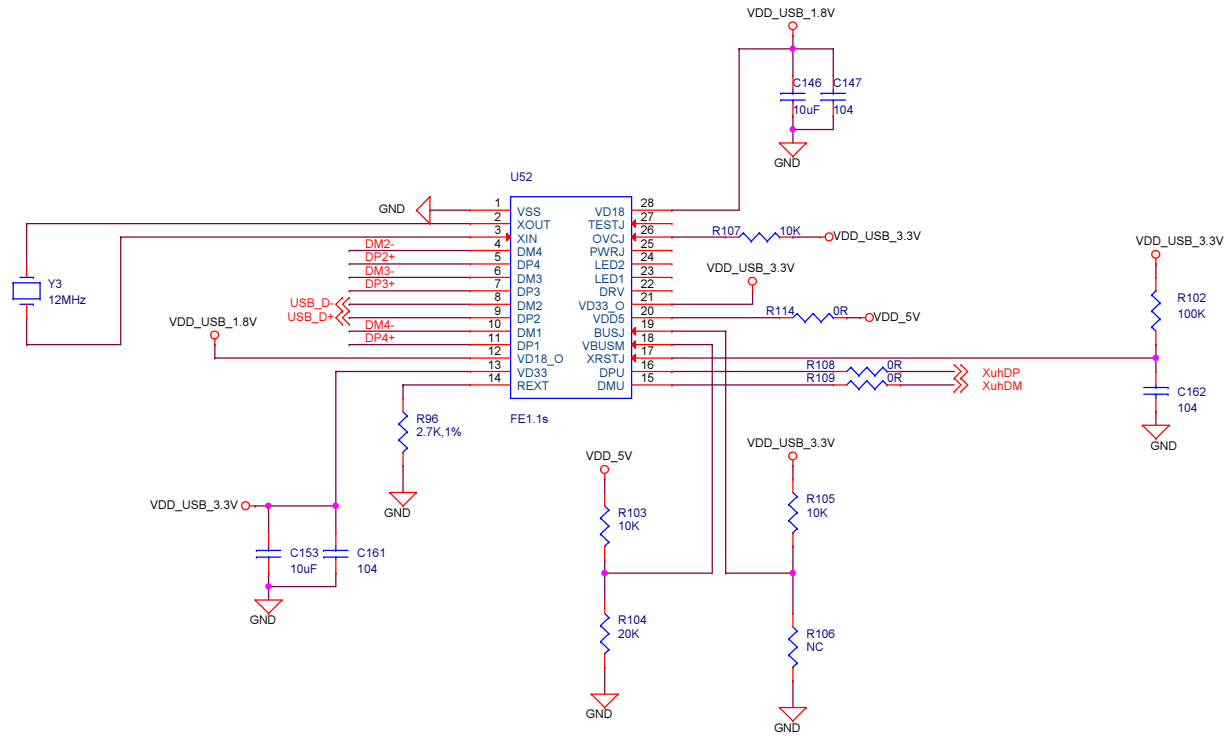 VDD_USB_1.8V
C146
10uF
C147
104
GND
U52
GND
1
VSS
VD18
28
2
XOUT
TESTJ
27
3
XIN
OVCJ
26
R107
10K
VDD_USB_3.3V
DM2-
4
DM4
PWRJ
25
DP2+
5
DP4
LED2
24
DM3-
6
DM3
LED1
23
DP3+
7
DP3
DRV
22
USB_D-
8
DM2
VD33_O
21
VDD_USB_3.3V
USB_D+
9
DP2
VDD5
20
R114
0R
VDD_5V
DM4-
10
DM1
BUSJ
19
DP4+
11
DP1
VBUSM
18
VDD_USB_1.8V
12
VD18_O
XRSTJ
17
13
VD33
DPU
16
R108
0R
XuhDP
14
REXT
DMU
15
R109
0R
XuhDM
FE1.1s
Y3
12MHz
VDD_USB_3.3V
R102
100K
C162
104
GND
R96
2.7K,1%
GND
VDD_USB_3.3V
C153
10uF
C161
104
GND
VDD_5V
R103
10K
R104
20K
GND
VDD_USB_3.3V
R105
10K
R106
NC
GND